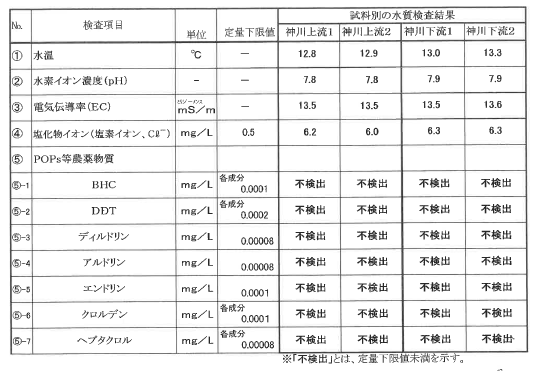 試料別の水質検査結果
No. 検査項目 単位 定量下限値 神川上流1 神川上流2 神川下流1 神川下流2
① 水温 ℃ — 12.8 12.9 13.0 13.3
② 水素イオン濃度(pH) - — 7.8 7.8 7.9 7.9
③ 電気伝導率(EC) mS/m — 13.5 13.5 13.5 13.6
④ 塩化物イオン(塩素イオン、Cℓ⁻) mg/L 0.5 6.2 6.0 6.3 6.3
⑤ POPs等農薬物質
⑤-1 BHC mg/L 各成分 0.0001 不検出 不検出 不検出 不検出
⑤-2 DDT mg/L 各成分 0.0002 不検出 不検出 不検出 不検出
⑤-3 ディルドリン mg/L 0.00008 不検出 不検出 不検出 不検出
⑤-4 アルドリン mg/L 0.00008 不検出 不検出 不検出 不検出
⑤-5 エンドリン mg/L 0.0001 不検出 不検出 不検出 不検出
⑤-6 クロルデン mg/L 各成分 0.0001 不検出 不検出 不検出 不検出
⑤-7 ヘプタクロル mg/L 各成分 0.00008 不検出 不検出 不検出 不検出
※「不検出」とは、定量下限値未満を示す。